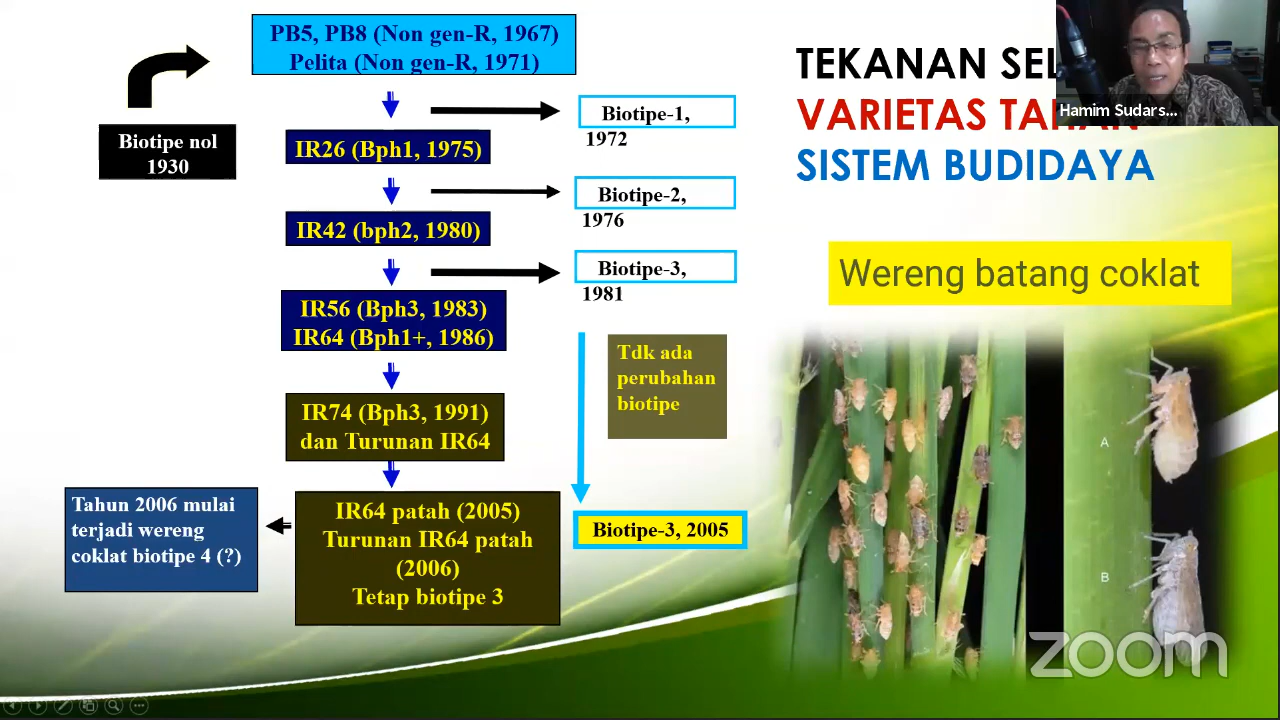 PB5, PB8 (Non gen-R, 1967)
Pelita (Non gen-R, 1971)
Biotipe nol
1930
Biotipe-1,
1972
IR26 (Bph1, 1975)
Biotipe-2,
1976
IR42 (bph2, 1980)
Biotipe-3,
1981
IR56 (Bph3, 1983)
IR64 (Bph1+, 1986)
Tdk ada
perubahan
biotipe
IR74 (Bph3, 1991)
dan Turunan IR64
Tahun 2006 mulai
terjadi wereng
coklat biotipe 4 (?)
IR64 patah (2005)
Turunan IR64 patah
(2006)
Tetap biotipe 3
Biotipe-3, 2005
TEKANAN
VARIETAS
SISTEM BUDIDAYA
Hamim Sudars...
Wereng batang coklat
A
B
zoom